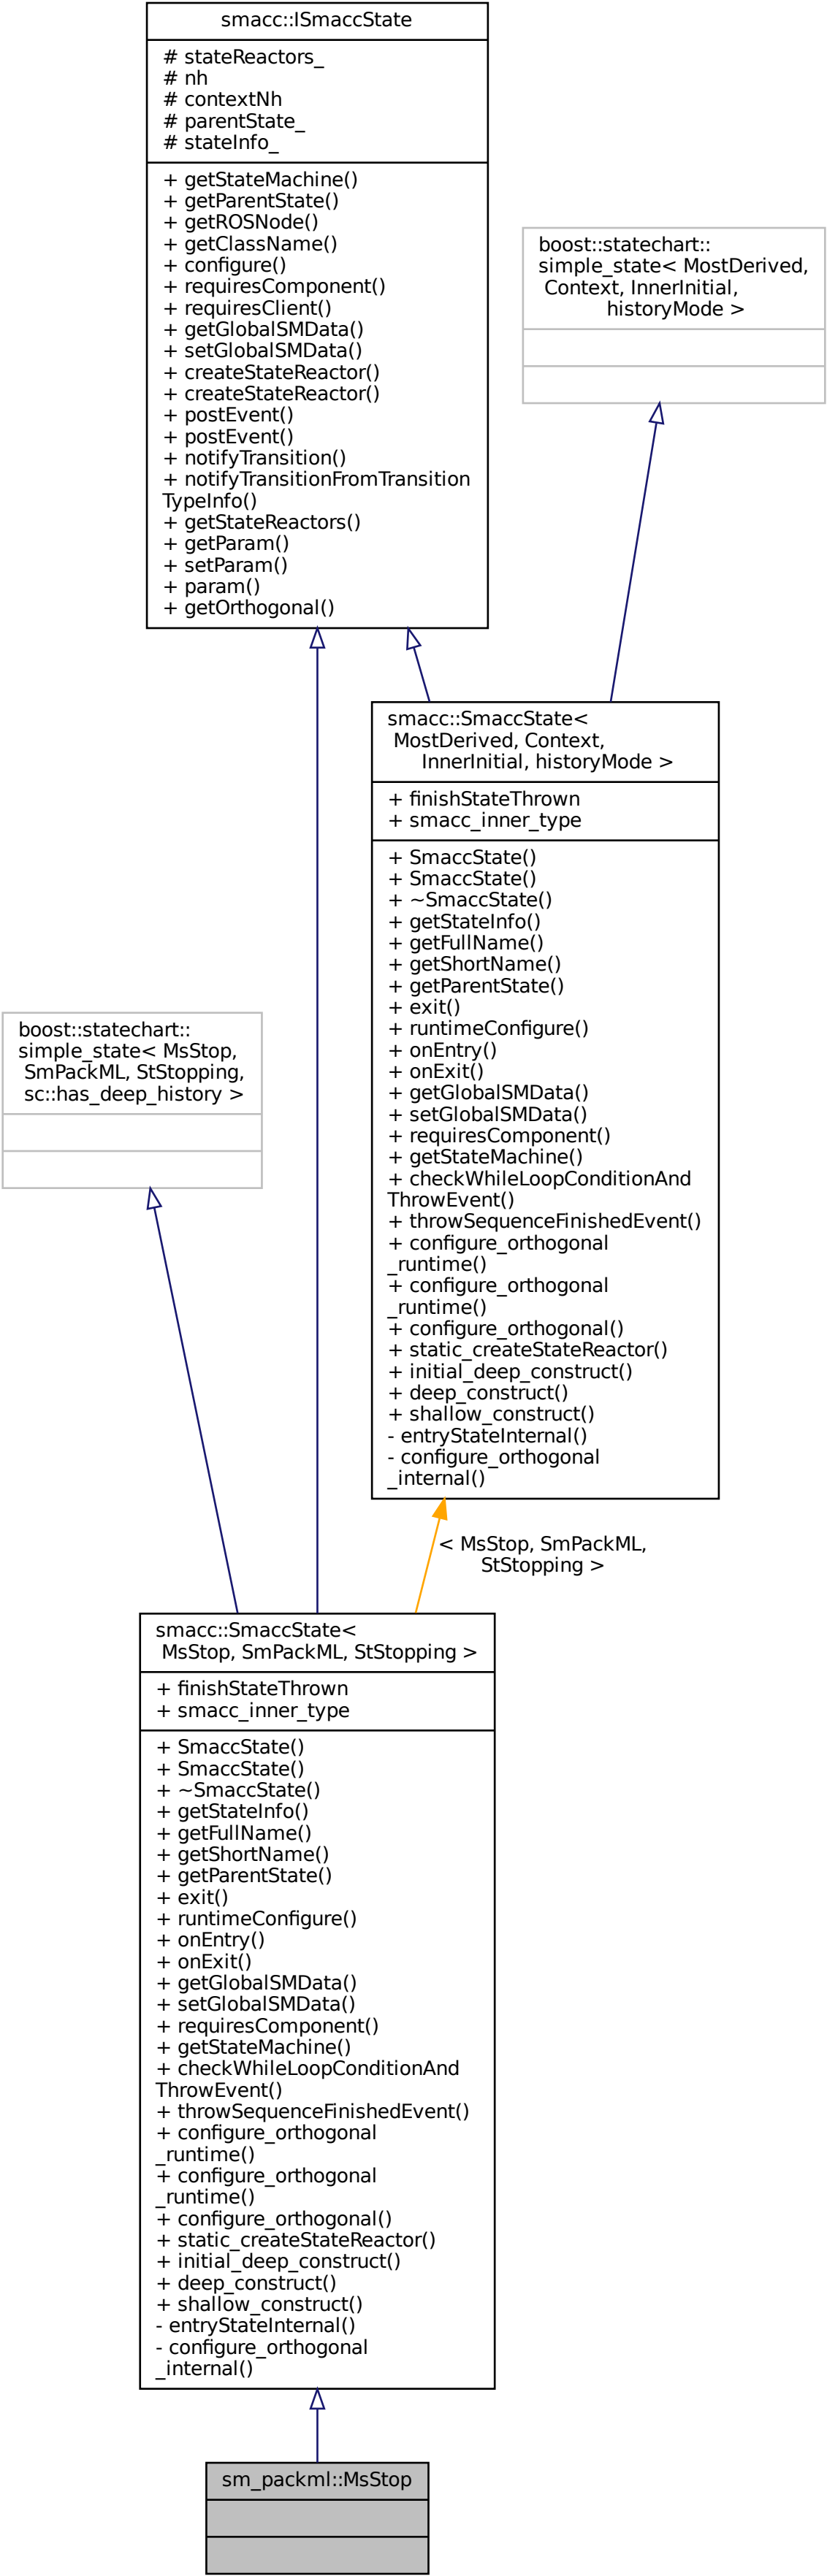 smacc::ISmaccState
# stateReactors_
# nh
# contextNh
# parentState_
# stateInfo_
+ getStateMachine()
+ getParentState()
+ getROSNode()
+ getClassName()
+ configure()
+ requiresComponent()
+ requiresClient()
+ getGlobalSMData()
+ setGlobalSMData()
+ createStateReactor()
+ createStateReactor()
+ postEvent()
+ postEvent()
+ notifyTransition()
+ notifyTransitionFromTransition
TypeInfo()
+ getStateReactors()
+ getParam()
+ setParam()
+ param()
+ getOrthogonal()
boost::statechart::
simple_state< MostDerived,
Context, InnerInitial,
historyMode >
smacc::SmaccState<
MostDerived, Context,
InnerInitial, historyMode >
+ finishStateThrown
+ smacc_inner_type
+ SmaccState()
+ SmaccState()
+ ~SmaccState()
+ getStateInfo()
+ getFullName()
+ getShortName()
+ getParentState()
+ exit()
+ runtimeConfigure()
+ onEntry()
+ onExit()
+ getGlobalSMData()
+ setGlobalSMData()
+ requiresComponent()
+ getStateMachine()
+ checkWhileLoopConditionAnd
ThrowEvent()
+ throwSequenceFinishedEvent()
+ configure_orthogonal
_runtime()
+ configure_orthogonal
_runtime()
+ configure_orthogonal()
+ static_createStateReactor()
+ initial_deep_construct()
+ deep_construct()
+ shallow_construct()
- entryStateInternal()
- configure_orthogonal
_internal()
boost::statechart::
simple_state< MsStop,
SmPackML, StStopping,
sc::has_deep_history >
< MsStop, SmPackML,
StStopping >
smacc::SmaccState<
MsStop, SmPackML, StStopping >
+ finishStateThrown
+ smacc_inner_type
+ SmaccState()
+ SmaccState()
+ ~SmaccState()
+ getStateInfo()
+ getFullName()
+ getShortName()
+ getParentState()
+ exit()
+ runtimeConfigure()
+ onEntry()
+ onExit()
+ getGlobalSMData()
+ setGlobalSMData()
+ requiresComponent()
+ getStateMachine()
+ checkWhileLoopConditionAnd
ThrowEvent()
+ throwSequenceFinishedEvent()
+ configure_orthogonal
_runtime()
+ configure_orthogonal
_runtime()
+ configure_orthogonal()
+ static_createStateReactor()
+ initial_deep_construct()
+ deep_construct()
+ shallow_construct()
- entryStateInternal()
- configure_orthogonal
_internal()
sm_packml::MsStop